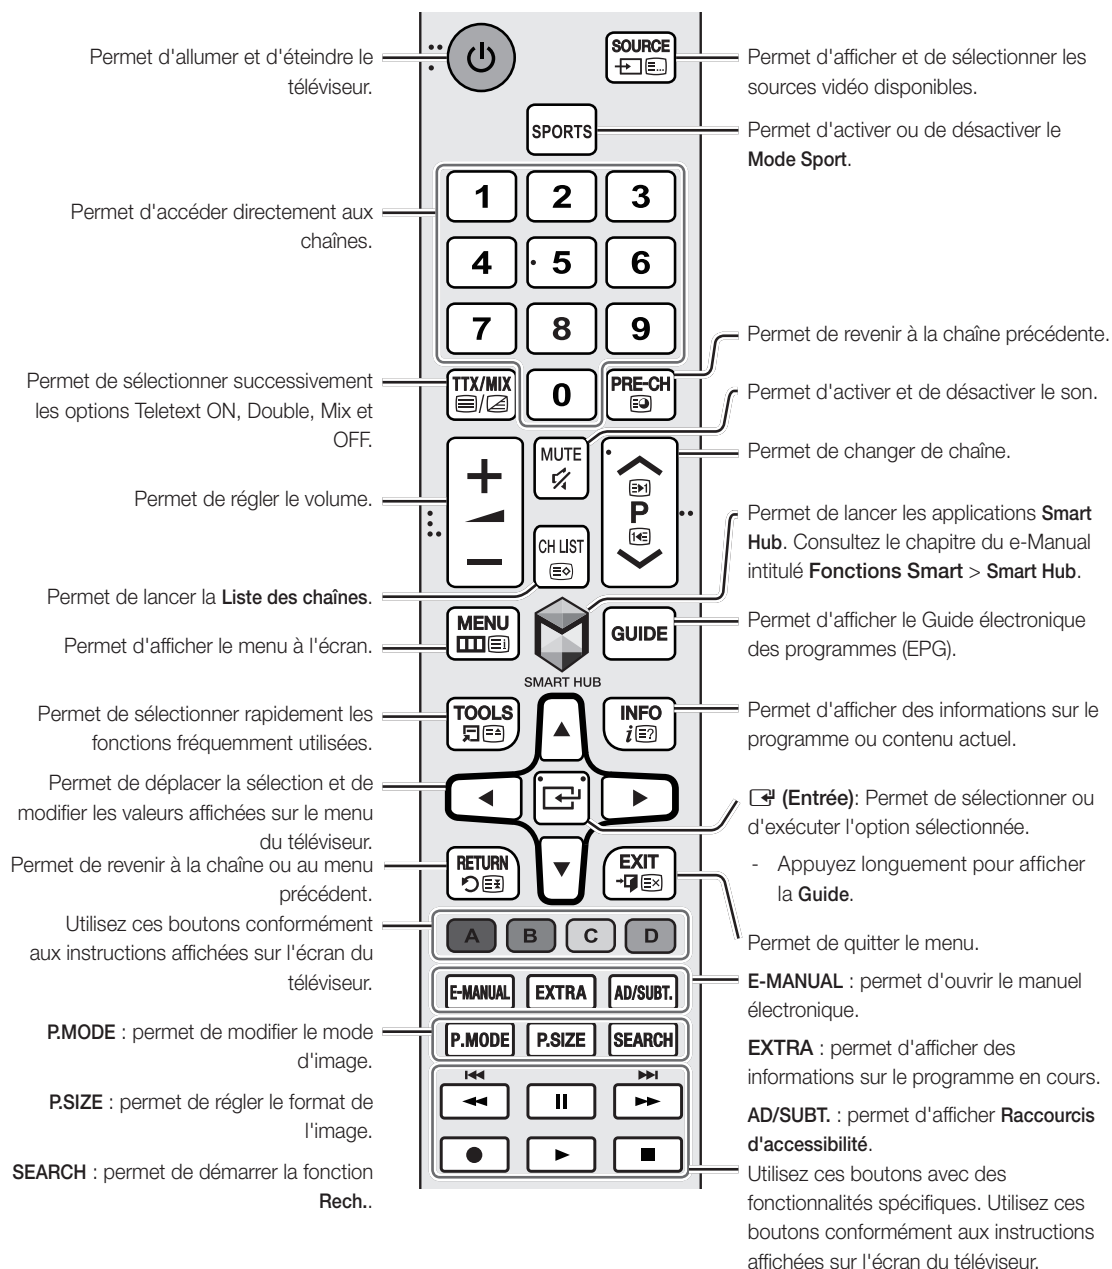 Permet d'allumer et d'éteindre le
téléviseur.
SOURCE
Permet d'afficher et de sélectionner les
sources vidéo disponibles.
SPORTS
Permet d'activer ou de désactiver le
Mode Sport.
Permet d'accéder directement aux
chaînes.
1 2 3
4 5 6
7 8 9
Permet de revenir à la chaîne précédente.
Permet de sélectionner successivement
les options Teletext ON, Double, Mix et
OFF.
TTX/MIX
0
PRE-CH
Permet d'activer et de désactiver le son.
MUTE
Permet de changer de chaîne.
Permet de régler le volume.
P
CH LIST
Permet de lancer les applications Smart
Hub. Consultez le chapitre du e-Manual
intitulé Fonctions Smart > Smart Hub.
Permet de lancer la Liste des chaînes.
MENU
GUIDE
Permet d'afficher le Guide électronique
des programmes (EPG).
Permet d'afficher le menu à l'écran.
SMART HUB
Permet de sélectionner rapidement les
fonctions fréquemment utilisées.
TOOLS
INFO
Permet d'afficher des informations sur le
programme ou contenu actuel.
Permet de déplacer la sélection et de
modifier les valeurs affichées sur le menu
du téléviseur.
(Entrée): Permet de sélectionner ou
d'exécuter l'option sélectionnée.
- Appuyez longuement pour afficher
la Guide.
Permet de revenir à la chaîne ou au menu
précédent.
RETURN
EXIT
Permet de quitter le menu.
Utilisez ces boutons conformément
aux instructions affichées sur l'écran du
téléviseur.
A B C D
E-MANUAL EXTRA AD/SUBT.
E-MANUAL : permet d'ouvrir le manuel
électronique.
P.MODE : permet de modifier le mode
d'image.
P.MODE P.SIZE SEARCH
EXTRA : permet d'afficher des
informations sur le programme en cours.
P.SIZE : permet de régler le format de
l'image.
AD/SUBT. : permet d'afficher Raccourcis
d'accessibilité.
SEARCH : permet de démarrer la fonction
Rech..
Utilisez ces boutons avec des
fonctionnalités spécifiques. Utilisez ces
boutons conformément aux instructions
affichées sur l'écran du téléviseur.